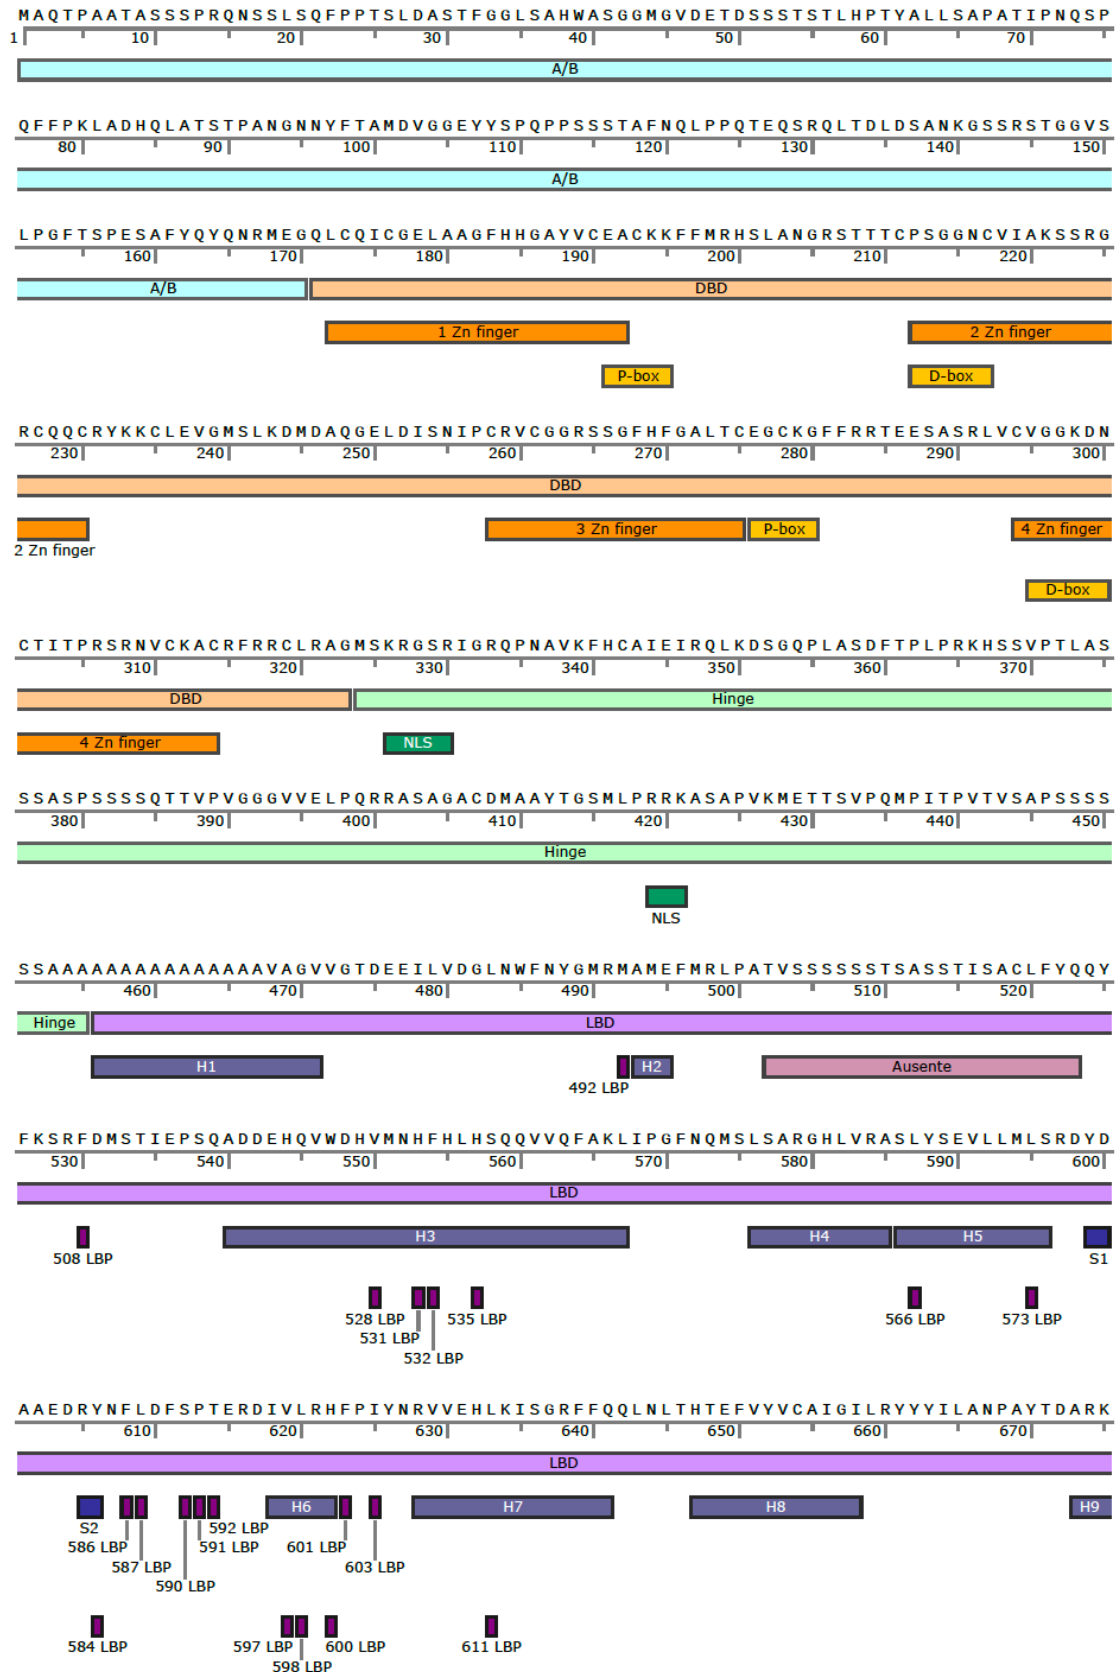 MAQTPAATASSSPRQNSSLSQFPPTSLDASTFGGLSAHWASGGMGVDETDSSSTSTLHPTYALLSAPATIPNQSP
1 10 20 30 40 50 60 70
A/B
QFFPKLADHQLATSTPANGNNYFTAMDVGGEYYSPQPPSSSTAFNQLPPQTEQSRQLTDLDSANKGSSRSTGGVS
80 90 100 110 120 130 140 150
A/B
LPGFTSPESAFYQYQNRMEGQLCQICGELAAGFHHGAYVCEACKKFFMRHSLANGRSTTTCPSGGNCVIAKSSRG
160 170 180 190 200 210 220
A/B DBD
1 Zn finger 2 Zn finger
P-box D-box
RCQQCRYKKCLEVGMSLKDMDAQGELDISNIPCRVCGGRSSGFHFGALTCEGCKGFFRRTEESASRLVCVGGKDN
230 240 250 260 270 280 290 300
DBD
3 Zn finger P-box 4 Zn finger
2 Zn finger
D-box
CTITPRSRNVCKACRFRRCLRAGMSKRGSRIGRQPNAVKFHCAIEIRQLKDSGQPLASDFTPLPRKHSSVPTLAS
310 320 330 340 350 360 370
DBD Hinge
4 Zn finger NLS
SSASPSSSSQTTVPVGGGVVELPQRRASAGACDMAAYTGSMLPRRKASAPVKMETTSVPQMPITPVTVSAPSSSS
380 390 400 410 420 430 440 450
Hinge
NLS
SSAAAAAAAAAAAAAAAVAGVVGTDEEILVDGLNWFNYGMRMAMEFMRLPATVSSSSSSTSASSTISACLFYQQY
460 470 480 490 500 510 520
Hinge LBD
H1 H2 Ausente
492 LBP
FKSRFDMSTIEPSQADDEHQVWDHVMNHFHLHSQQVVQFAKLIPGFNQMSLSARGHLVRASLYSEVLLMLSRDYD
530 540 550 560 570 580 590 600
LBD
H3 H4 H5
508 LBP S1
528 LBP 535 LBP 566 LBP 573 LBP
531 LBP
532 LBP
AAEDRYNFLDFSPTERDIVLRHFPIYNRVVEHLKISGRFFQQLNLTHTEFVYVCAIGILRYYYILANPAYTDARK
610 620 630 640 650 660 670
LBD
H6 H7 H8 H9
S2 592 LBP
586 LBP 591 LBP 601 LBP
587 LBP 603 LBP
590 LBP
584 LBP 597 LBP 600 LBP 611 LBP
598 LBP